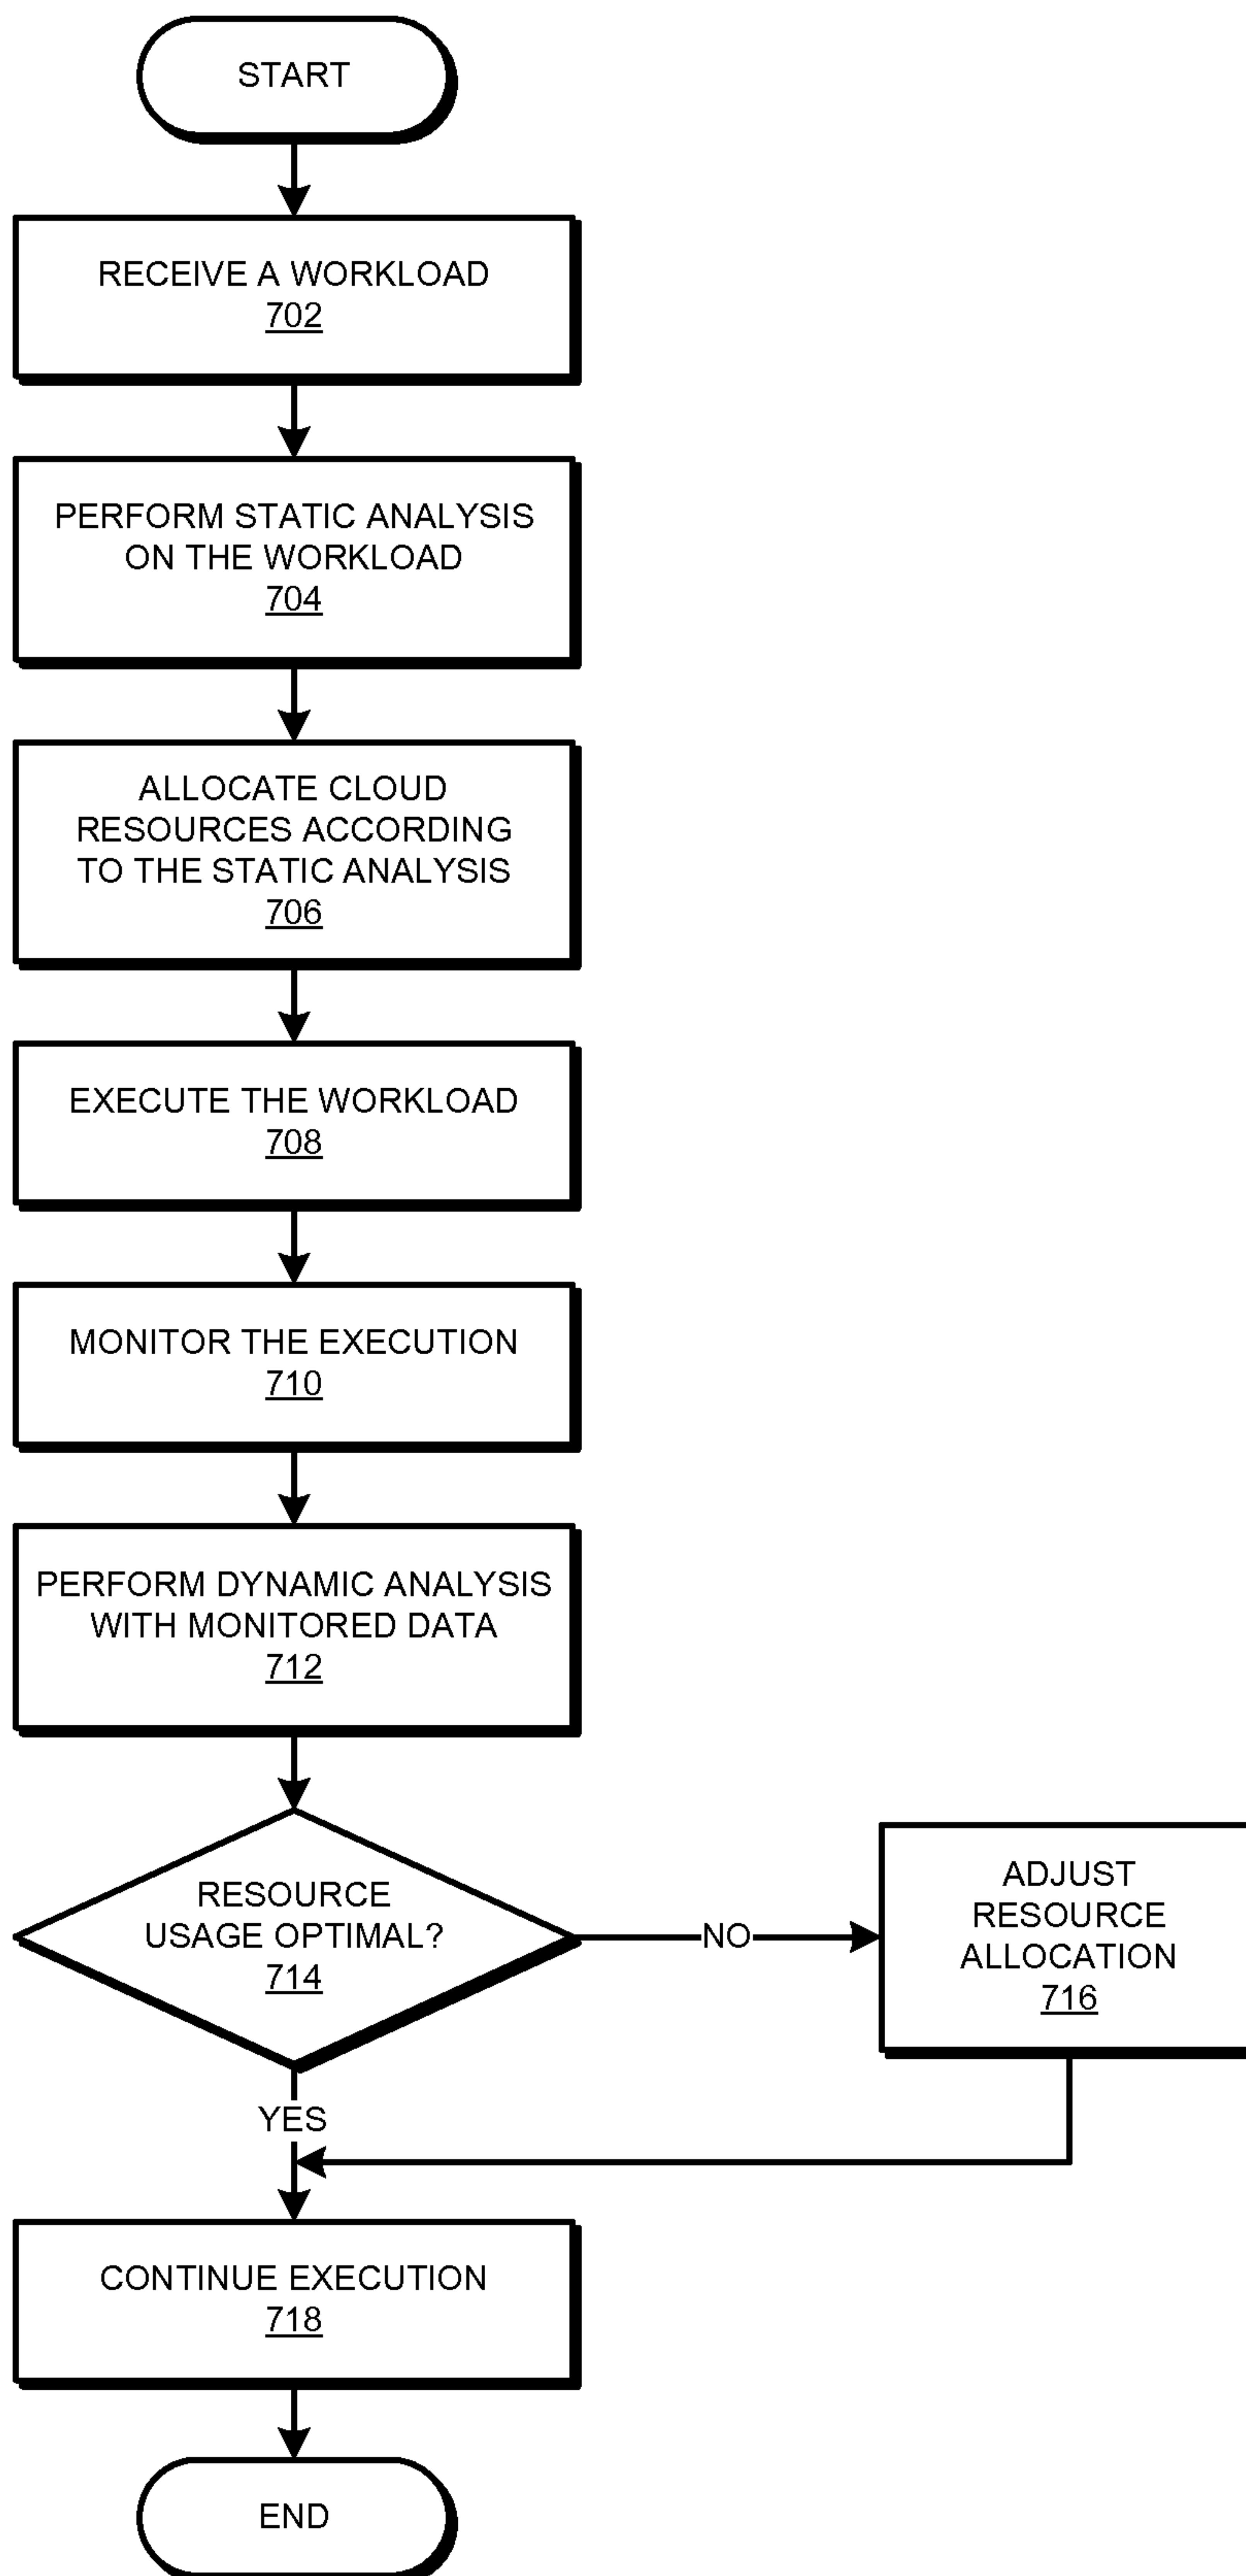 START
RECEIVE A WORKLOAD
702
PERFORM STATIC ANALYSIS
ON THE WORKLOAD
704
ALLOCATE CLOUD
RESOURCES ACCORDING
TO THE STATIC ANALYSIS
706
EXECUTE THE WORKLOAD
708
MONITOR THE EXECUTION
710
PERFORM DYNAMIC ANALYSIS
WITH MONITORED DATA
712
RESOURCE
USAGE OPTIMAL?
714
NO
ADJUST
RESOURCE
ALLOCATION
716
YES
CONTINUE EXECUTION
718
END